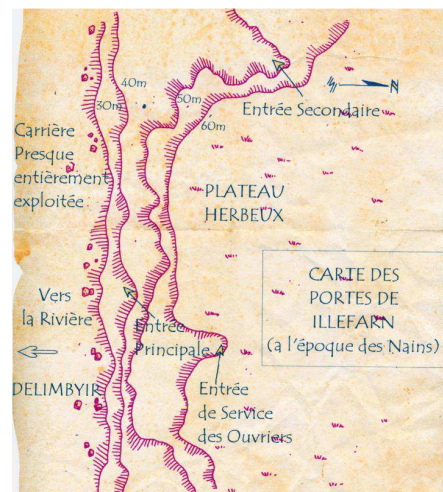 40m
30m
50m
60m
Entrée Secondaire
N
Carrière
Presque
entièrement
exploitée
PLATEAU
HERBEUX
CARTE DES
PORTES DE
ILLEFARN
(a l'époque des Nains)
Vers
la Rivière
DELIMBYIR
Entrée
Principale
Entrée
de Service
des Ouvriers